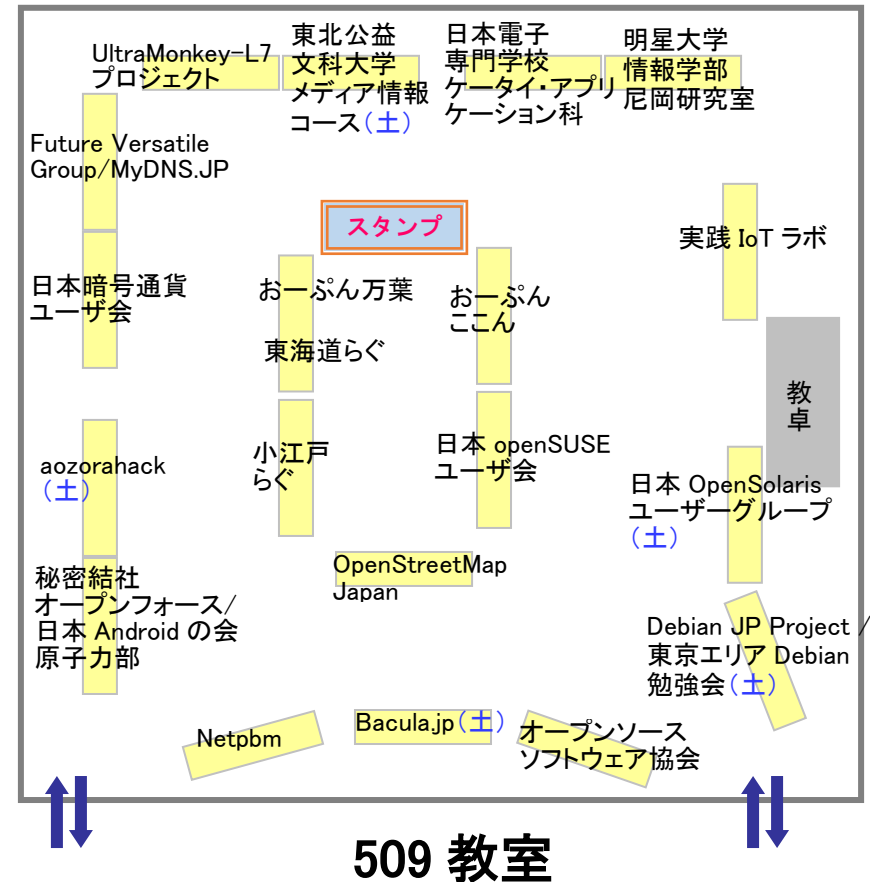 UltraMonkey-L7
プロジェクト
東北公益
文科大学
メディア情報
コース(土)
日本電子
専門学校
ケータイ・アプリ
ケーション科
明星大学
情報学部
尼岡研究室
Future Versatile
Group/MyDNS.JP
スタンプ
実践 IoT ラボ
日本暗号通貨
ユーザ会
おーぷん万葉
東海道らぐ
おーぷん
ここん
教
卓
aozorahack
(土)
小江戸
らぐ
日本 openSUSE
ユーザ会
日本 OpenSolaris
ユーザーグループ
(土)
秘密結社
オープンフォース/
日本 Android の会
原子力部
OpenStreetMap
Japan
Debian JP Project /
東京エリア Debian
勉強会(土)
Netpbm
Bacula.jp(土)
オープンソース
ソフトウェア協会
509 教室